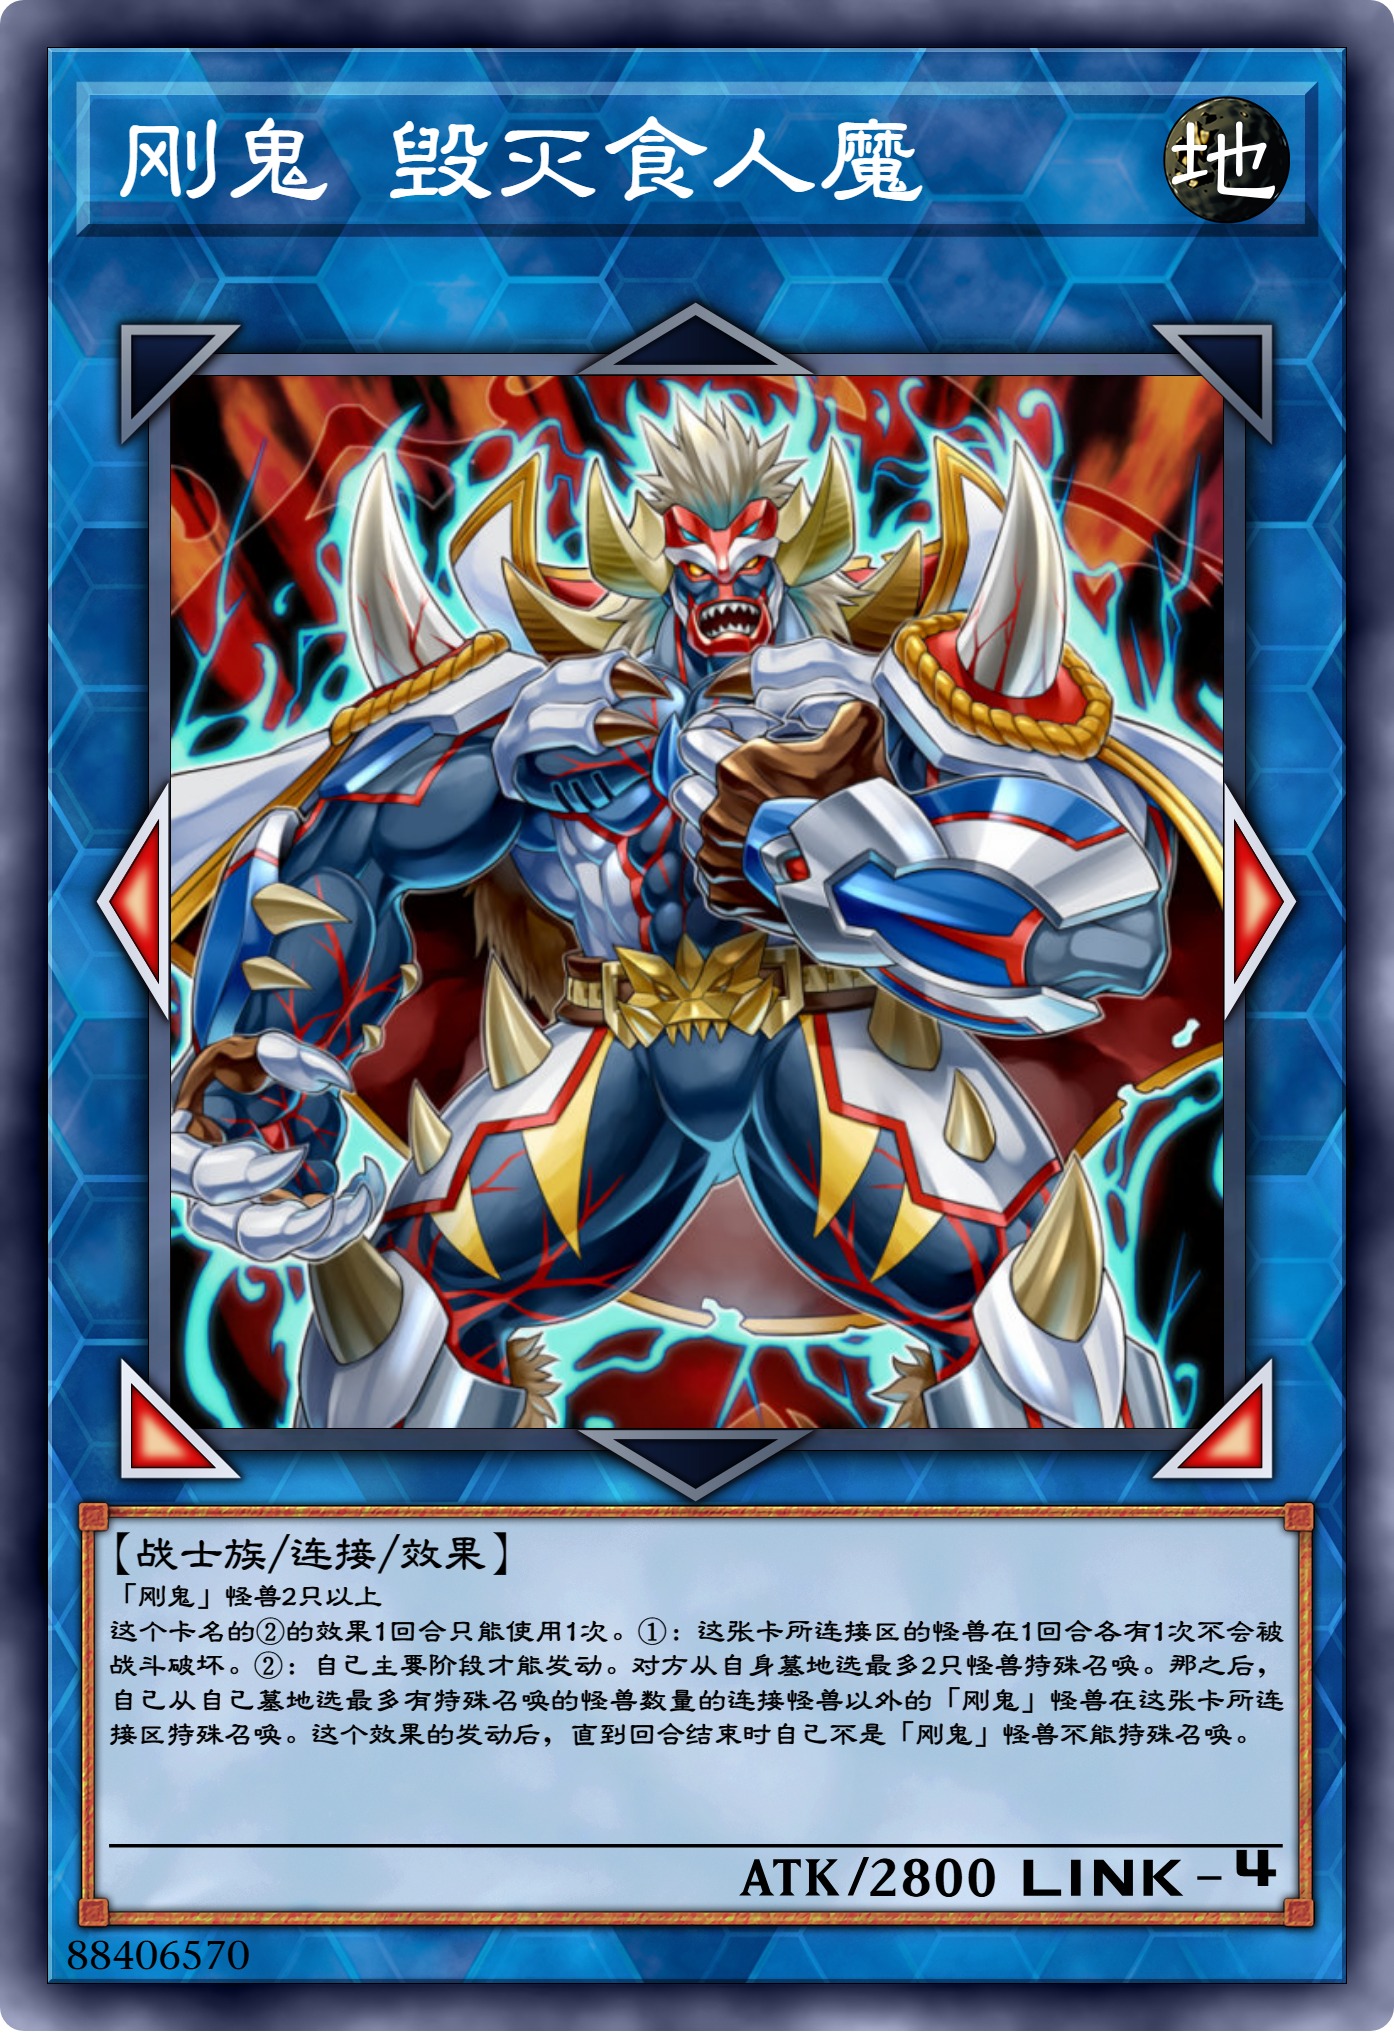 刚鬼 毁灭食人魔
地
【战士族/连接/效果】
「刚鬼」怪兽2只以上
这个卡名的②的效果1回合只能使用1次。①：这张卡所连接区的怪兽在1回合各有1次不会被
战斗破坏。②：自己主要阶段才能发动。对方从自身墓地选最多2只怪兽特殊召唤。那之后，
自己从自己墓地选最多有特殊召唤的怪兽数量的连接怪兽以外的「刚鬼」怪兽在这张卡所连
接区特殊召唤。这个效果的发动后，直到回合结束时自己不是「刚鬼」怪兽不能特殊召唤。
ATK/2800 LINK-4
88406570